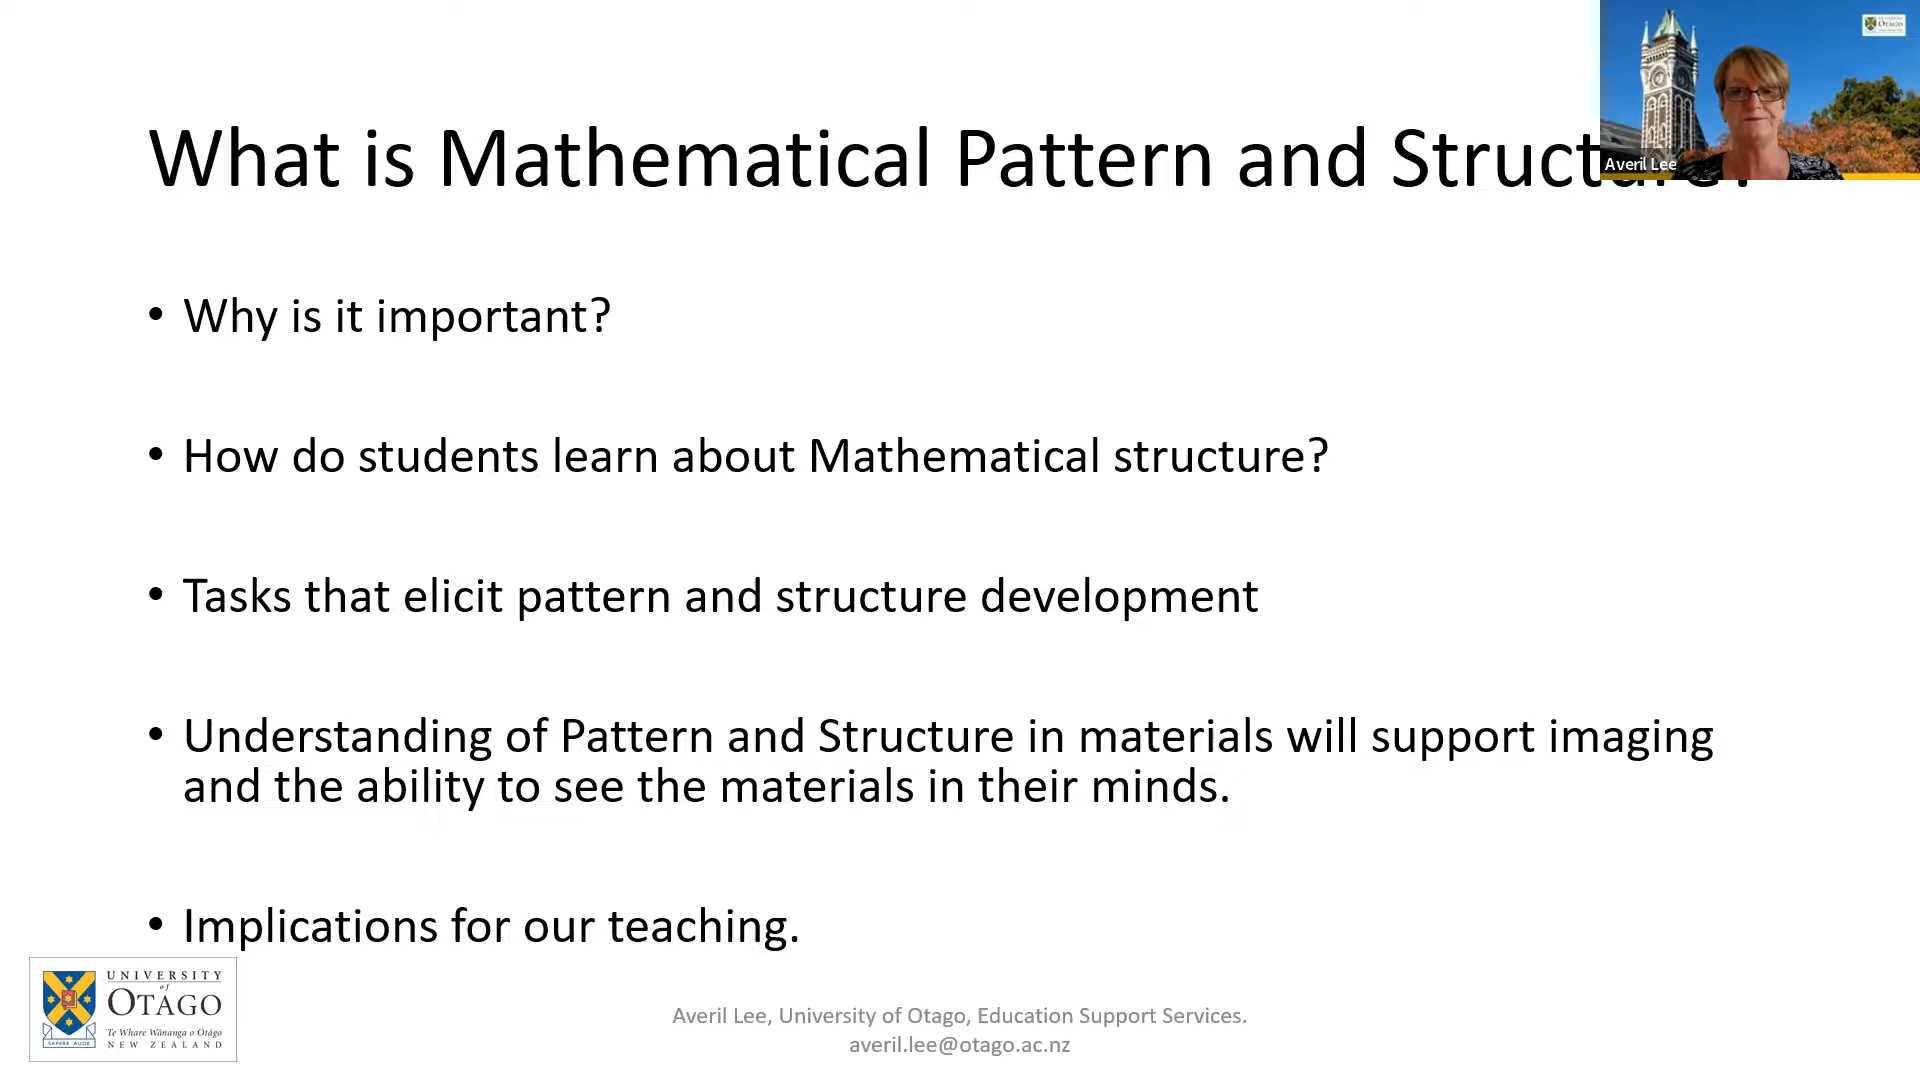 What is Mathematical Pattern and Structure?
Averil Lee
• Why is it important?
• How do students learn about Mathematical structure?
• Tasks that elicit pattern and structure development
• Understanding of Pattern and Structure in materials will support imaging
and the ability to see the materials in their minds.
• Implications for our teaching.
UNIVERSITY
of
OTAGO
Te Whare Wānanga o Otāgo
NEW ZEALAND
SAPERE AUDE
Averil Lee, University of Otago, Education Support Services.
averil.lee@otago.ac.nz